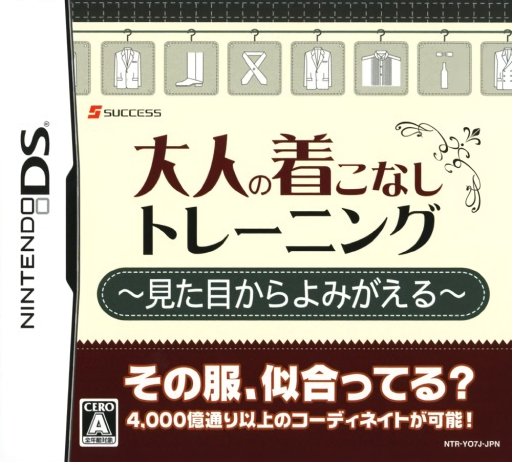 NINTENDO DS
SUCCESS
大人の着こなし
トレーニング
～見た目からよみがえる～
その服、似合ってる？
4,000億通り以上のコーディネイトが可能！
CERO
A
全年齢対象
NTR-YO7J-JPN